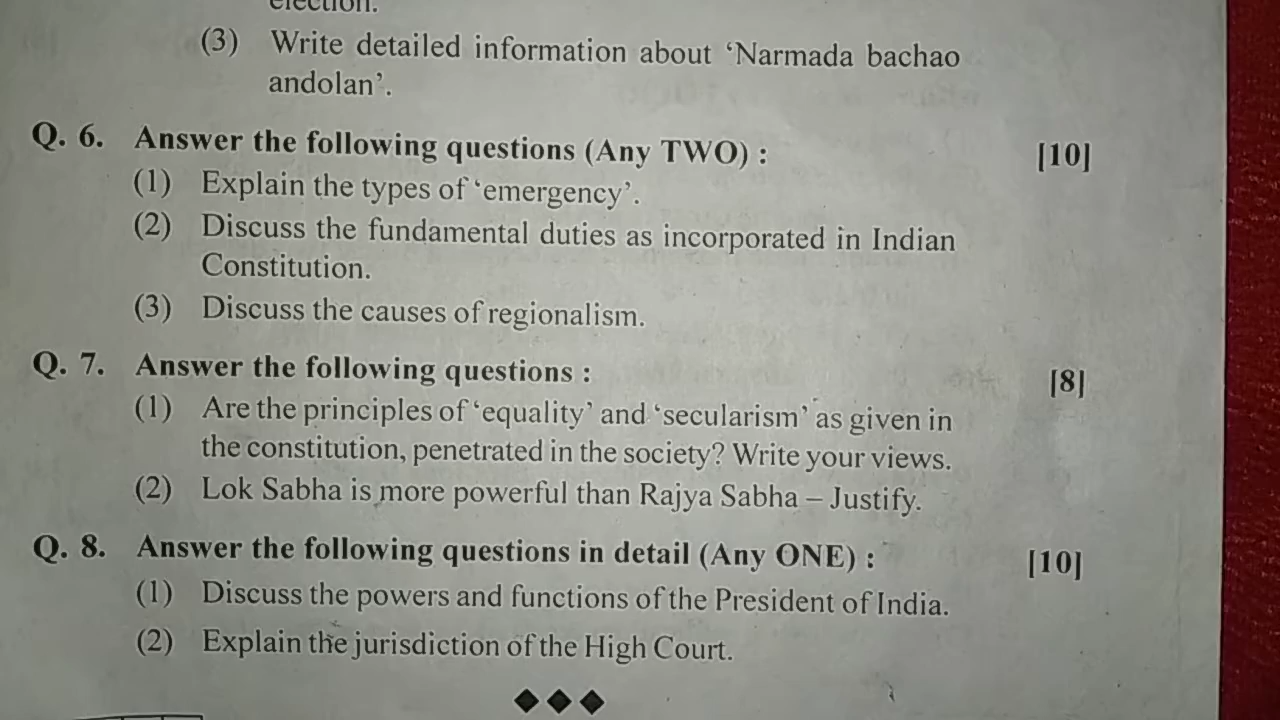 election.
(3) Write detailed information about ‘Narmada bachao
andolan’.
Q. 6. Answer the following questions (Any TWO) : [10]
(1) Explain the types of ‘emergency’.
(2) Discuss the fundamental duties as incorporated in Indian
Constitution.
(3) Discuss the causes of regionalism.
Q. 7. Answer the following questions : [8]
(1) Are the principles of ‘equality’ and ‘secularism’ as given in
the constitution, penetrated in the society? Write your views.
(2) Lok Sabha is more powerful than Rajya Sabha – Justify.
Q. 8. Answer the following questions in detail (Any ONE) : [10]
(1) Discuss the powers and functions of the President of India.
(2) Explain the jurisdiction of the High Court.